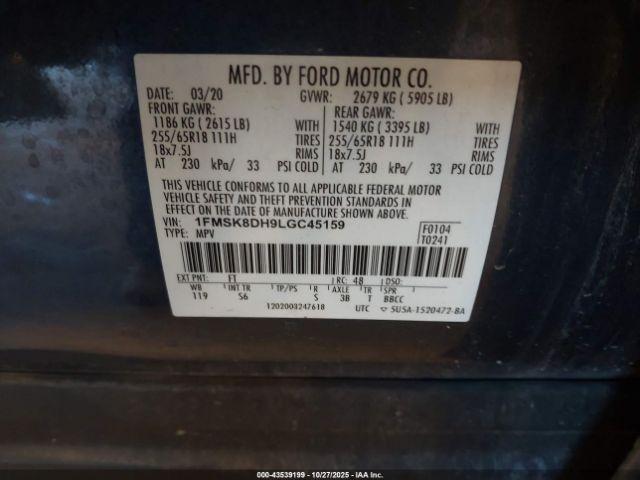 MFD. BY FORD MOTOR CO.
DATE: 03/20 GVWR: 2679 KG ( 5905 LB)
FRONT GAWR: REAR GAWR:
1186 KG ( 2615 LB) WITH 1540 KG ( 3395 LB) WITH
255/65R18 111H TIRES 255/65R18 111H TIRES
18x7.5J RIMS 18x7.5J RIMS
AT 230 kPa/ 33 PSI COLD AT 230 kPa/ 33 PSI COLD
THIS VEHICLE CONFORMS TO ALL APPLICABLE FEDERAL MOTOR
VEHICLE SAFETY AND THEFT PREVENTION STANDARDS IN
EFFECT ON THE DATE OF MANUFACTURE SHOWN ABOVE.
VIN: 1FMSK8DH9LGC45159 F0104
TYPE: MPV T0241
EXT PNT: FT RC: 48 DSO:
WB INT TR TP/PS R AXLE TR SPR
119 S6 S 3B T BBCC
1202003247618 UTC 5U5A-1520472-BA
00-43539199 | 10/27/2025 | IAA Inc.